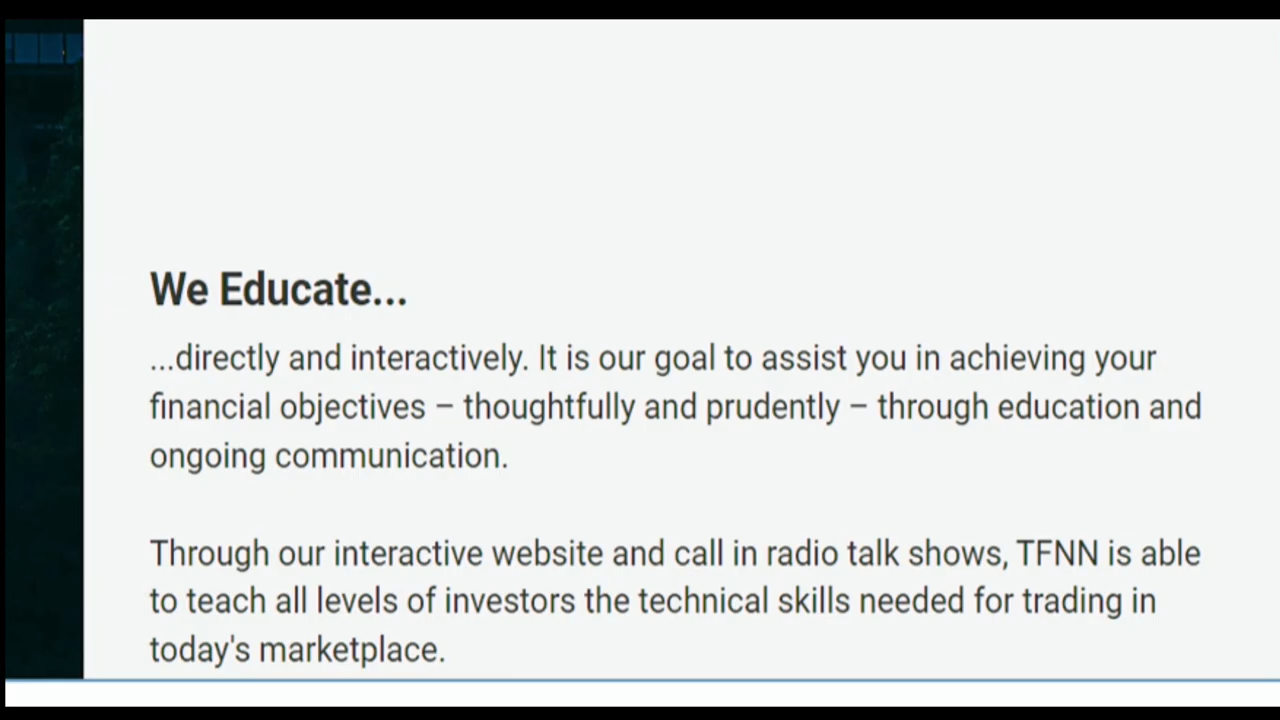 We Educate...
...directly and interactively. It is our goal to assist you in achieving your
financial objectives – thoughtfully and prudently – through education and
ongoing communication.
Through our interactive website and call in radio talk shows, TFNN is able
to teach all levels of investors the technical skills needed for trading in
today's marketplace.